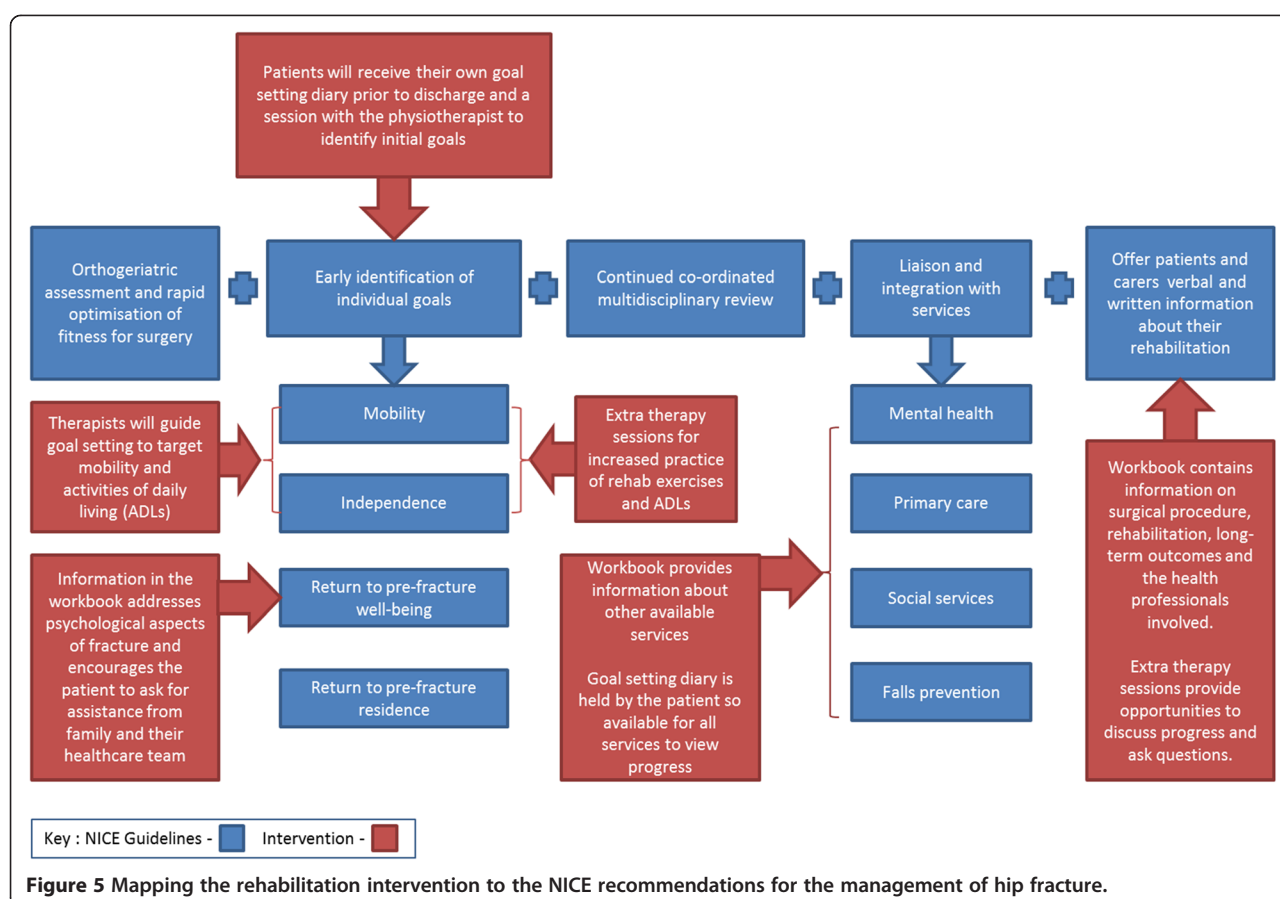 Patients will receive their own goal
setting diary prior to discharge and a
session with the physiotherapist to
identify initial goals
Orthogeriatric
assessment and rapid
optimisation of
fitness for surgery
Early identification of
individual goals
Continued co-ordinated
multidisciplinary review
Liaison and
integration with
services
Offer patients and
carers verbal and
written information
about their
rehabilitation
Therapists will guide
goal setting to target
mobility and
activities of daily
living (ADLs)
Mobility
Independence
Extra therapy
sessions for
increased practice
of rehab exercises
and ADLs
Mental health
Primary care
Information in the
workbook addresses
psychological aspects
of fracture and
encourages the
patient to ask for
assistance from
family and their
healthcare team
Return to pre-fracture
well-being
Return to pre-fracture
residence
Workbook provides
information about
other available
services
Goal setting diary is
held by the patient so
available for all
services to view
progress
Social services
Falls prevention
Workbook contains
information on
surgical procedure,
rehabilitation, long-
term outcomes and
the health
professionals
involved.
Extra therapy
sessions provide
opportunities to
discuss progress and
ask questions.
Key : NICE Guidelines - Intervention -
Figure 5 Mapping the rehabilitation intervention to the NICE recommendations for the management of hip fracture.